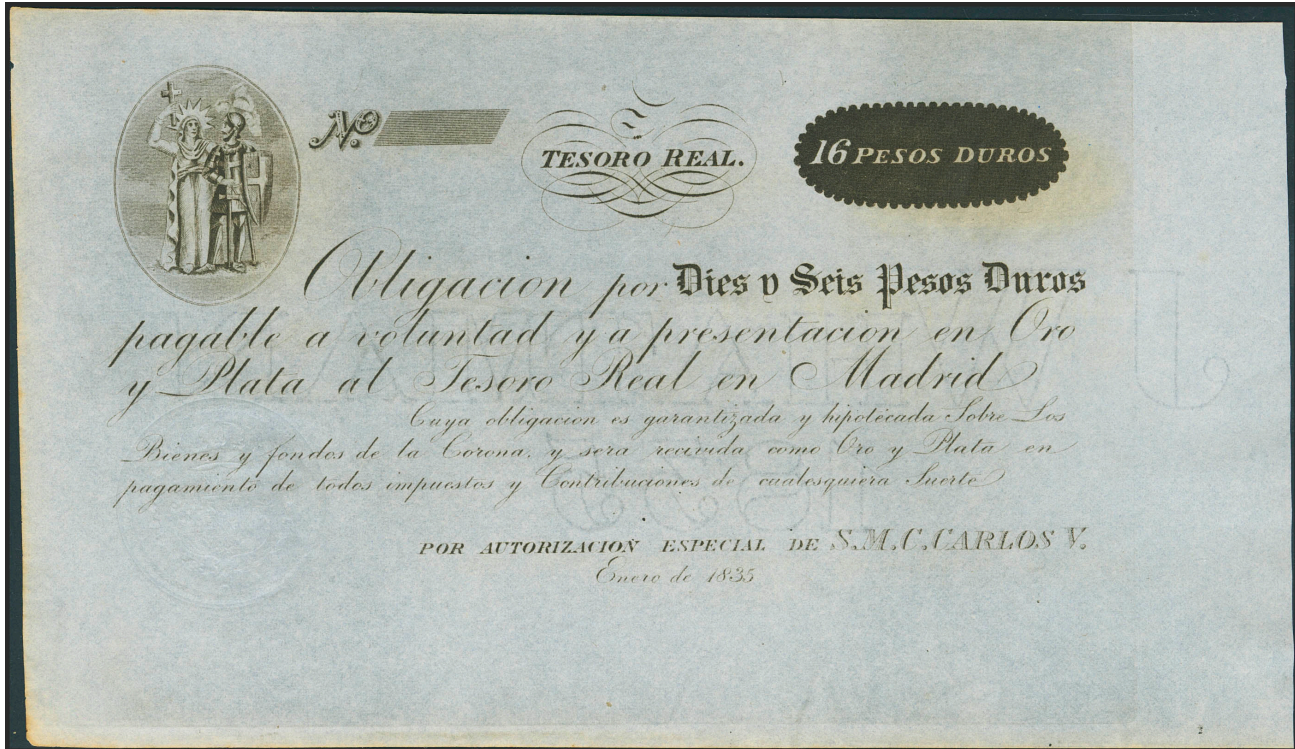 Nº
TESORO REAL.
16 PESOS DUROS
Obligacion por Dies y Seis Pesos Duros
pagable a voluntad y a presentacion en Oro
y Plata al Tesoro Real en Madrid
Cuya obligacion es garantizada y hipotécada Sobre Los
Bienes y fondos de la Corona, y sera recivida como Oro y Plata en
pagamiento de todos impuestos y Contribuciones de cualesquiera Suerte
POR AUTORIZACION ESPECIAL DE S.M.C. CARLOS V.
Enero de 1835
J WHATMAN